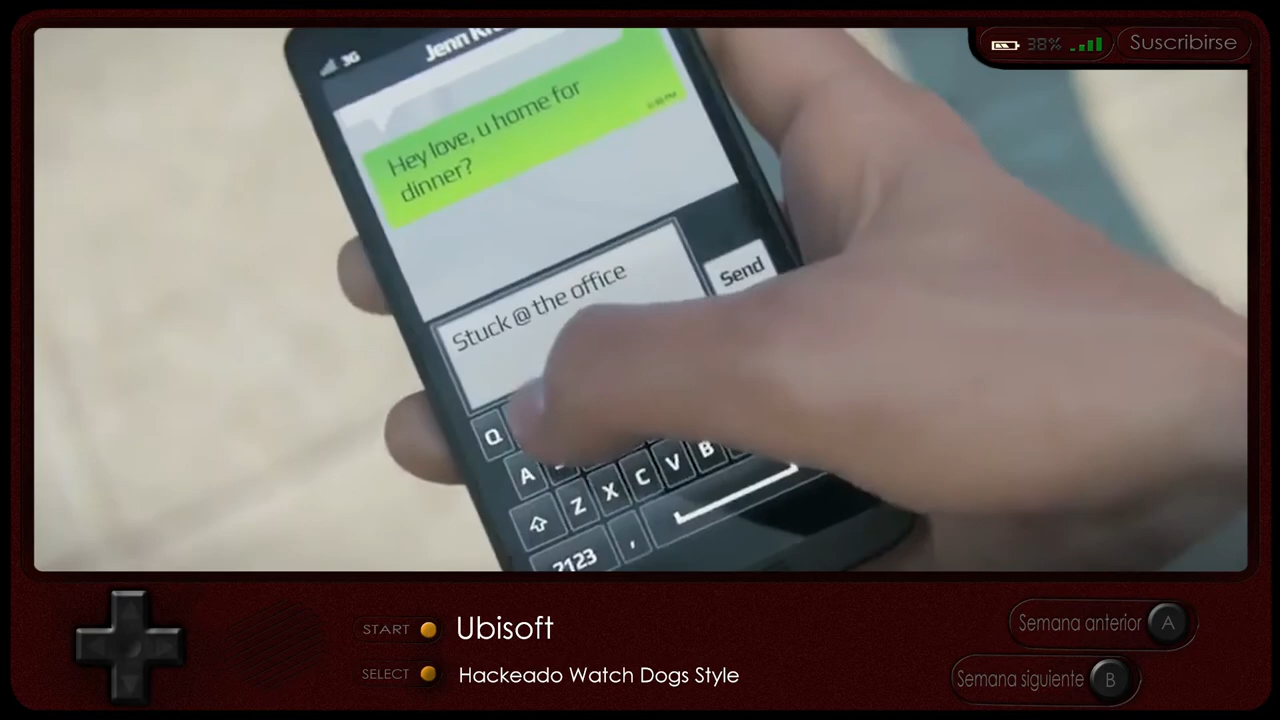 38%
Suscribirse
3G
Jenn
Hey love, u home for
dinner?
Stuck @ the office
Send
Q
A
Z X C V B
?123 ,
START
Ubisoft
SELECT
Hackeado Watch Dogs Style
Semana anterior A
Semana siguiente B